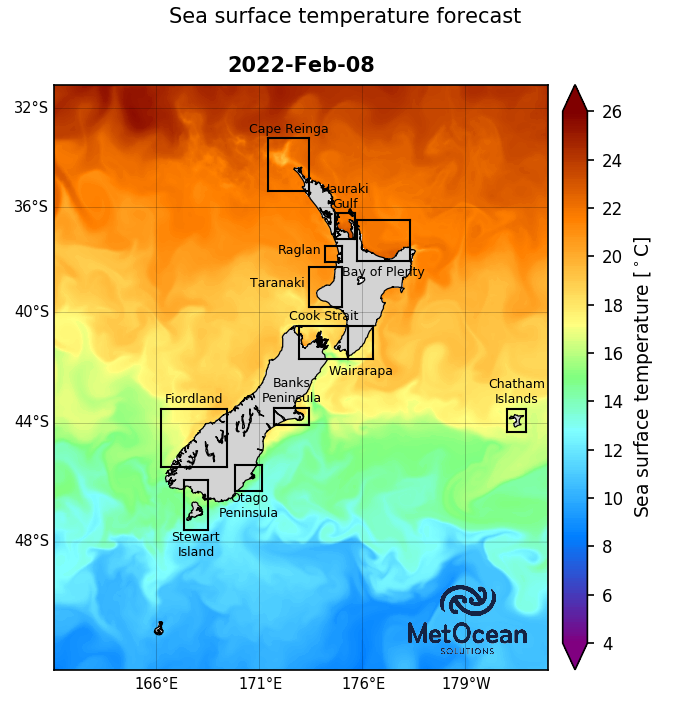 Sea surface temperature forecast
2022-Feb-08
32°S
36°S
40°S
44°S
48°S
Cape Reinga
Hauraki
Gulf
Raglan
Bay of Plenty
Taranaki
Cook Strait
Wairarapa
Banks
Peninsula
Fiordland
Chatham
Islands
Otago
Peninsula
Stewart
Island
MetOcean
SOLUTIONS
166°E
171°E
176°E
179°W
26
24
22
20
18
16
14
12
10
8
6
4
Sea surface temperature [°C]